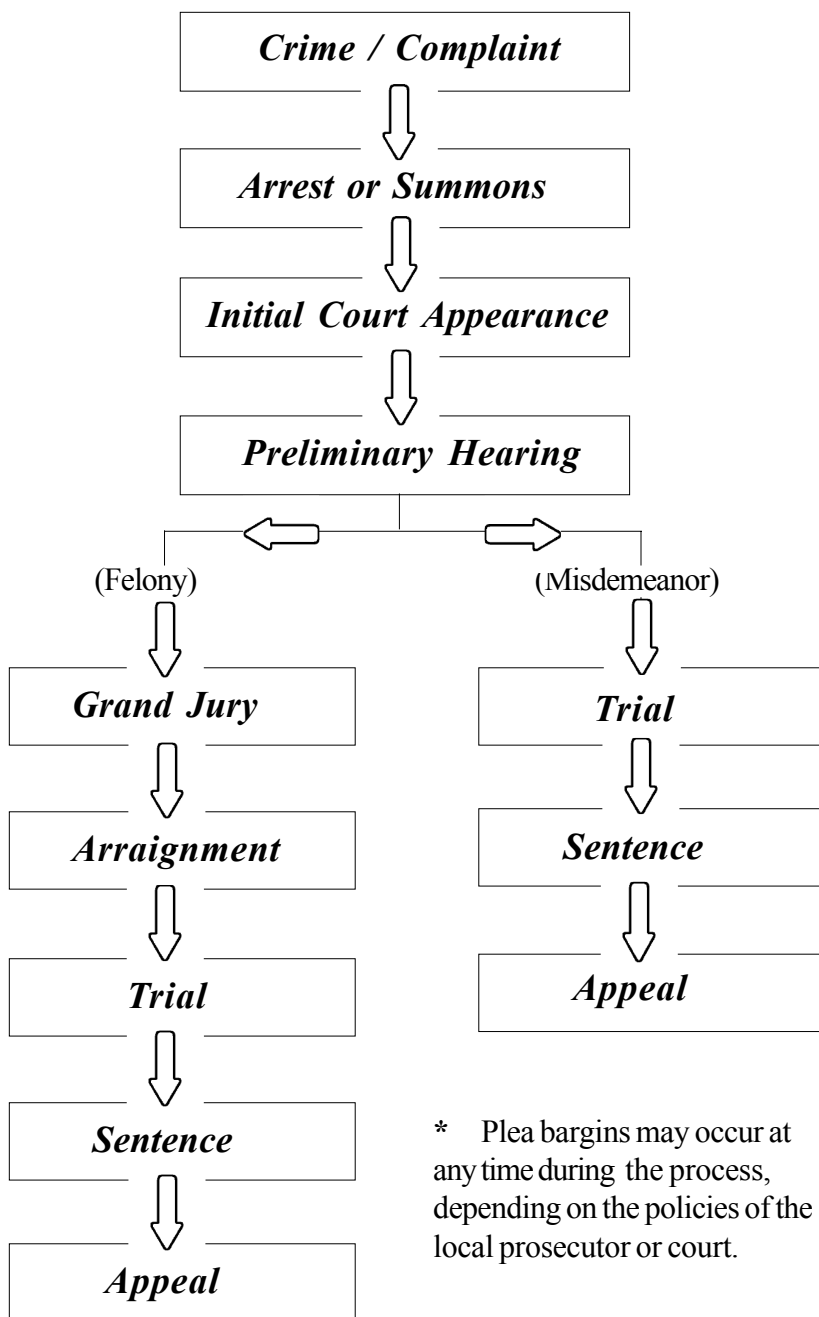 Crime / Complaint
Arrest or Summons
Initial Court Appearance
Preliminary Hearing
(Felony)
(Misdemeanor)
Grand Jury
Arraignment
Trial
Sentence
Appeal
Trial
Sentence
Appeal
* Plea bargins may occur at
any time during the process,
depending on the policies of the
local prosecutor or court.